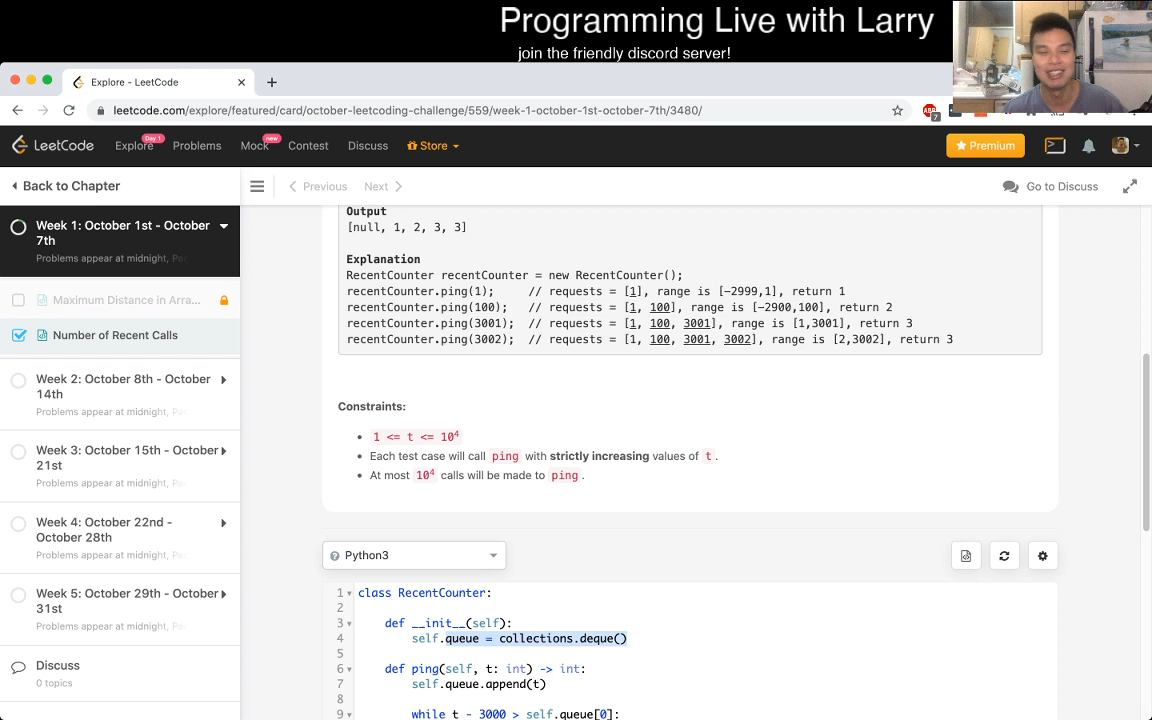 Programming Live with Larry
join the friendly discord server!
Explore - LeetCode
leetcode.com/explore/featured/card/october-leetcoding-challenge/559/week-1-october-1st-october-7th/3480/
7
LeetCode
Explore Day 1
Problems
Mock new
Contest
Discuss
Store
Premium
Back to Chapter
Previous
Next
Go to Discuss
Week 1: October 1st - October
7th
Problems appear at midnight,
Maximum Distance in Arra...
Number of Recent Calls
Week 2: October 8th - October
14th
Problems appear at midnight,
Week 3: October 15th - October
21st
Problems appear at midnight,
Week 4: October 22nd -
October 28th
Problems appear at midnight,
Week 5: October 29th - October
31st
Problems appear at midnight,
Discuss
0 topics
Output
[null, 1, 2, 3, 3]
Explanation
RecentCounter recentCounter = new RecentCounter();
recentCounter.ping(1); // requests = [1], range is [-2999,1], return 1
recentCounter.ping(100); // requests = [1, 100], range is [-2900,100], return 2
recentCounter.ping(3001); // requests = [1, 100, 3001], range is [1,3001], return 3
recentCounter.ping(3002); // requests = [1, 100, 3001, 3002], range is [2,3002], return 3
Constraints:
1 <= t <= 10⁴
Each test case will call ping with strictly increasing values of t.
At most 10⁴ calls will be made to ping.
Python3
1 class RecentCounter:
2
3 def __init__(self):
4 self.queue = collections.deque()
5
6 def ping(self, t: int) -> int:
7 self.queue.append(t)
8
9 while t - 3000 > self.queue[0]: